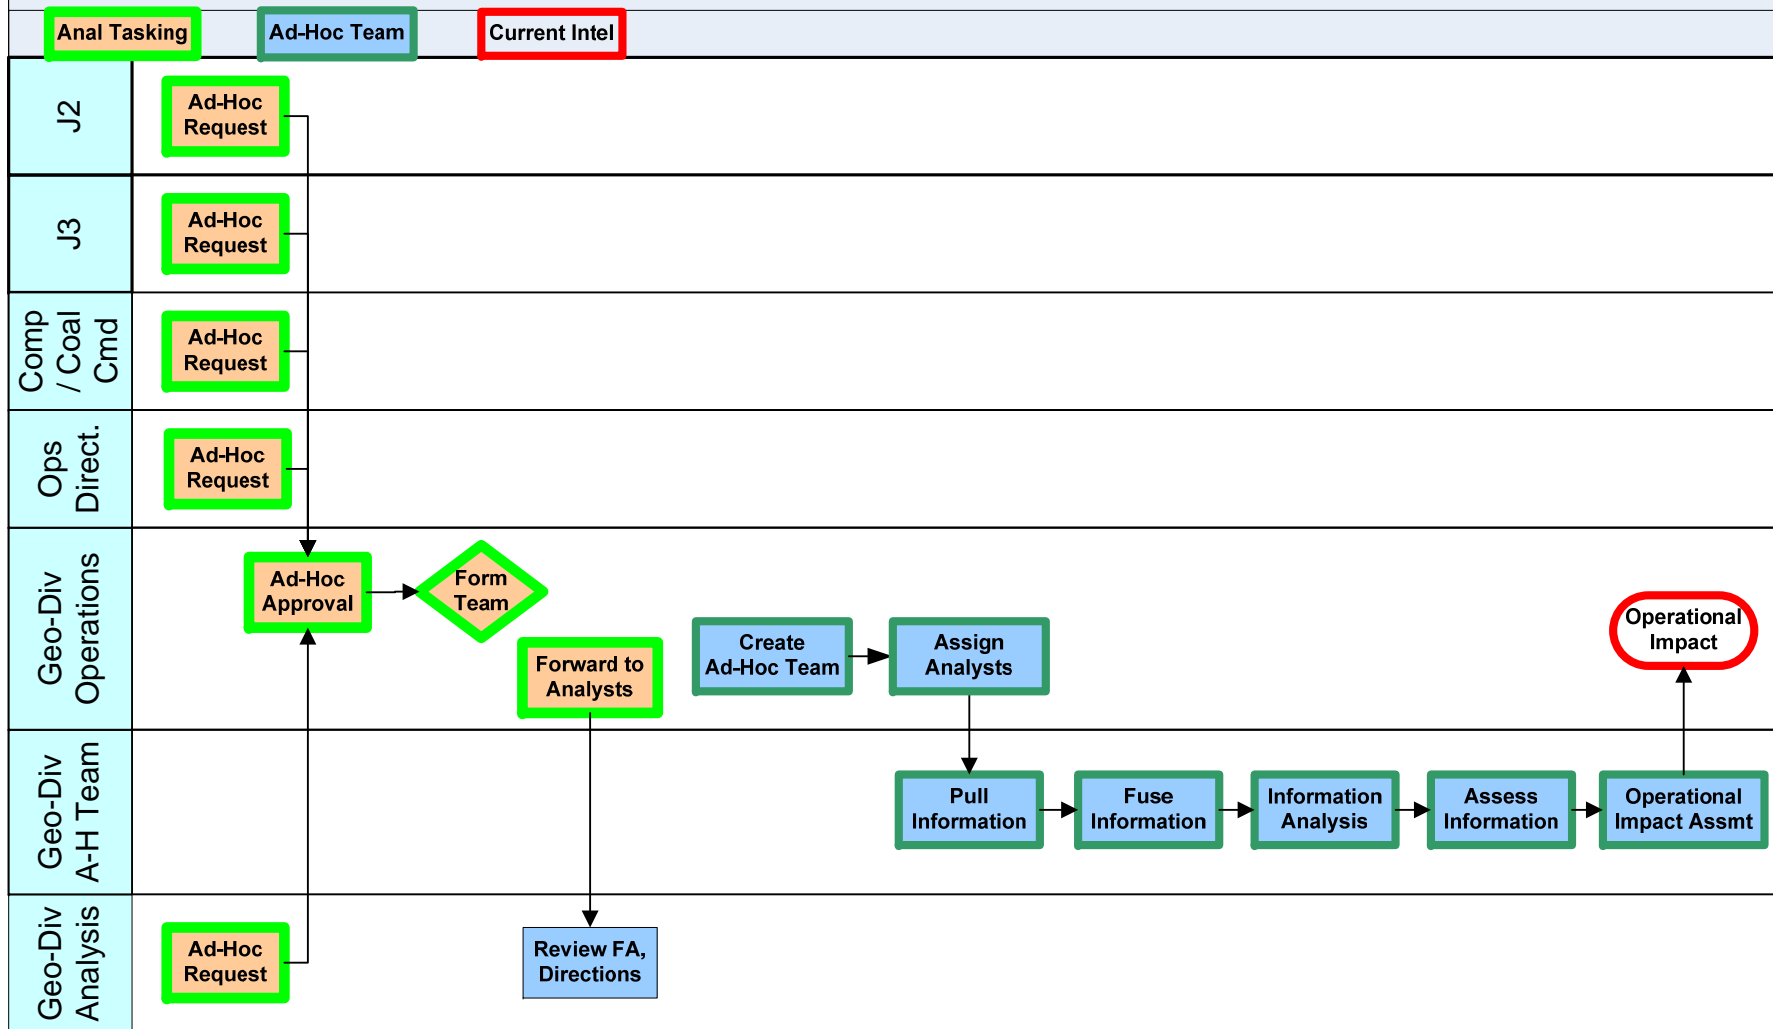 Anal Tasking
Ad-Hoc Team
Current Intel
J2
Ad-Hoc
Request
J3
Ad-Hoc
Request
Comp
/ Coal
Cmd
Ad-Hoc
Request
Ops
Direct.
Ad-Hoc
Request
Geo-Div
Operations
Ad-Hoc
Approval
Form
Team
Forward to
Analysts
Create
Ad-Hoc Team
Assign
Analysts
Operational
Impact
Geo-Div
A-H Team
Pull
Information
Fuse
Information
Information
Analysis
Assess
Information
Operational
Impact Assmt
Geo-Div
Analysis
Ad-Hoc
Request
Review FA,
Directions